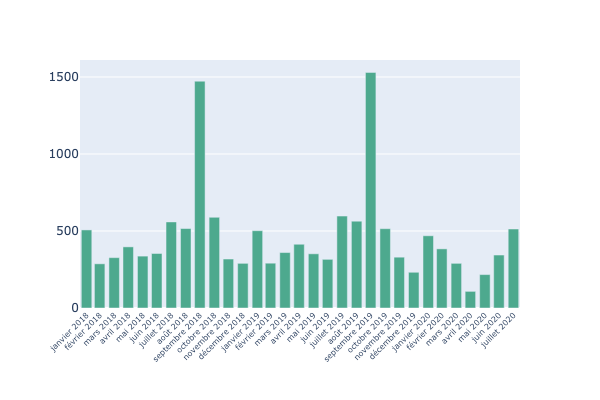 1500
1000
500
0
janvier 2018
février 2018
mars 2018
avril 2018
mai 2018
juin 2018
juillet 2018
août 2018
septembre 2018
octobre 2018
novembre 2018
décembre 2018
janvier 2019
février 2019
mars 2019
avril 2019
mai 2019
juin 2019
juillet 2019
août 2019
septembre 2019
octobre 2019
novembre 2019
décembre 2019
janvier 2020
février 2020
mars 2020
avril 2020
mai 2020
juin 2020
juillet 2020